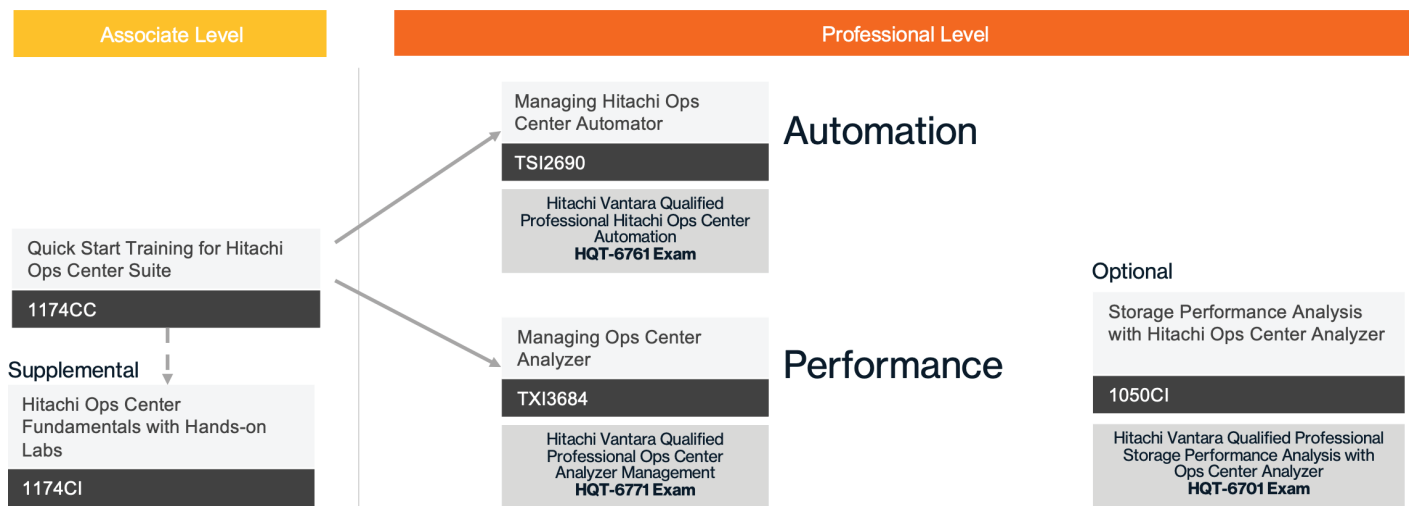 Associate Level
Professional Level
Managing Hitachi Ops
Center Automator
TSI2690
Hitachi Vantara Qualified
Professional Hitachi Ops Center
Automation
HQT-6761 Exam
Automation
Quick Start Training for Hitachi
Ops Center Suite
1174CC
Supplemental
Hitachi Ops Center
Fundamentals with Hands-on
Labs
1174CI
Managing Ops Center
Analyzer
TXI3684
Hitachi Vantara Qualified
Professional Ops Center
Analyzer Management
HQT-6771 Exam
Performance
Optional
Storage Performance Analysis
with Hitachi Ops Center Analyzer
1050CI
Hitachi Vantara Qualified Professional
Storage Performance Analysis with
Ops Center Analyzer
HQT-6701 Exam